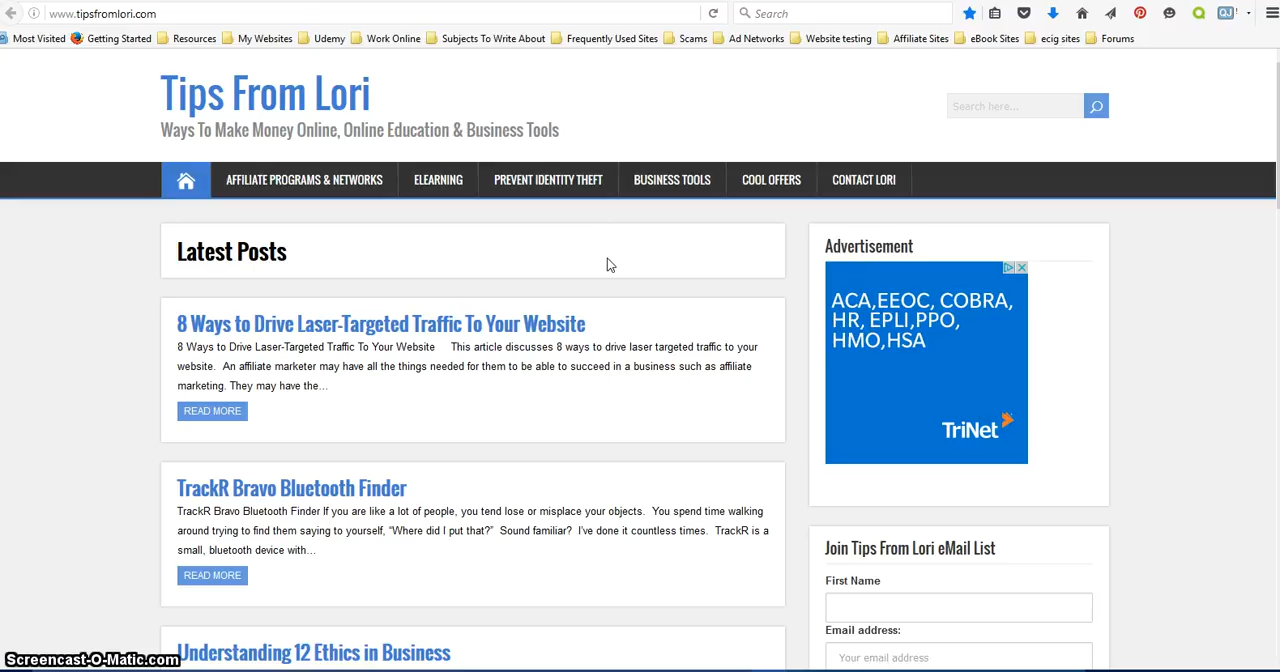 www.tipsfromlori.com
Search
Most Visited
Getting Started
Resources
My Websites
Udemy
Work Online
Subjects To Write About
Frequently Used Sites
Scams
Ad Networks
Website testing
Affiliate Sites
eBook Sites
ecig sites
Forums
Tips From Lori
Ways To Make Money Online, Online Education & Business Tools
Search here...
AFFILIATE PROGRAMS & NETWORKS
ELEARNING
PREVENT IDENTITY THEFT
BUSINESS TOOLS
COOL OFFERS
CONTACT LORI
Latest Posts
8 Ways to Drive Laser-Targeted Traffic To Your Website
8 Ways to Drive Laser-Targeted Traffic To Your Website This article discusses 8 ways to drive laser targeted traffic to your
website. An affiliate marketer may have all the things needed for them to be able to succeed in a business such as affiliate
marketing. They may have the...
READ MORE
TrackR Bravo Bluetooth Finder
TrackR Bravo Bluetooth Finder If you are like a lot of people, you tend lose or misplace your objects. You spend time walking
around trying to find them saying to yourself, “Where did I put that?” Sound familiar? I've done it countless times. TrackR is a
small, bluetooth device with...
READ MORE
Understanding 12 Ethics in Business
Advertisement
ACA,EEOC, COBRA,
HR, EPLI,PPO,
HMO,HSA
TriNet
Join Tips From Lori eMail List
First Name
Email address:
Your email address
Screencast-O-Matic.com